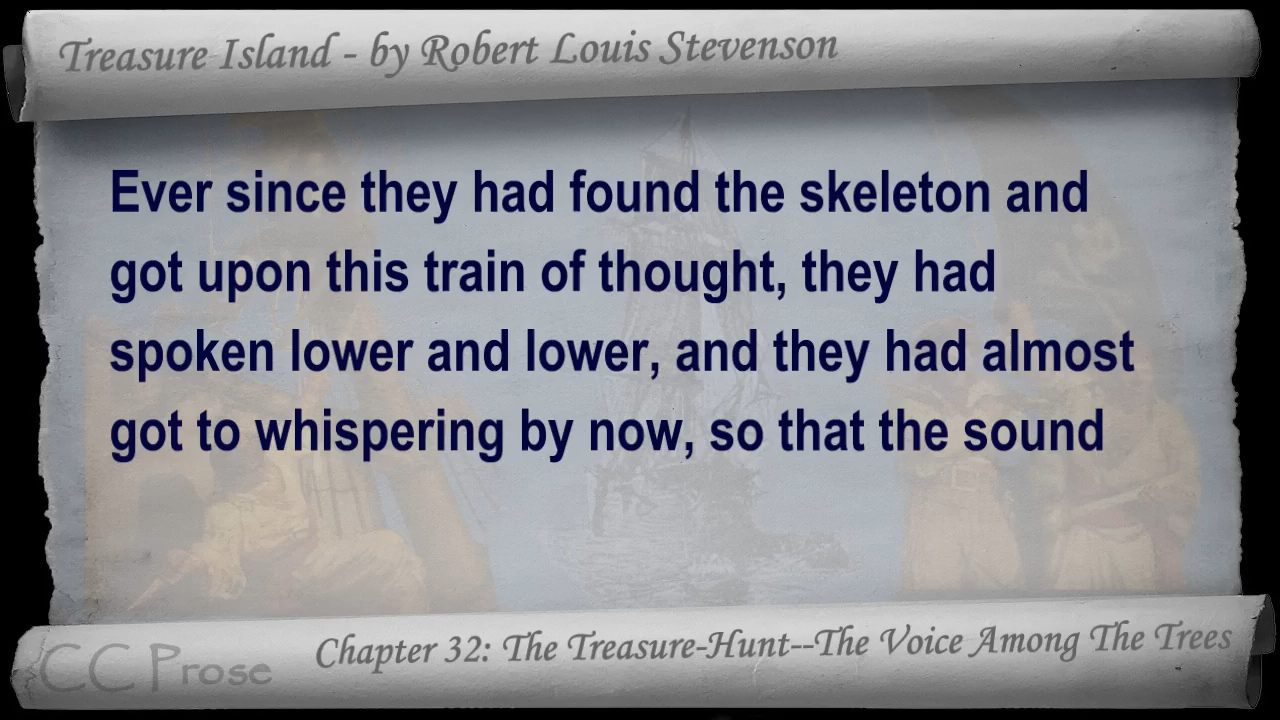 Treasure Island - by Robert Louis Stevenson
Ever since they had found the skeleton and
got upon this train of thought, they had
spoken lower and lower, and they had almost
got to whispering by now, so that the sound
Chapter 32: The Treasure-Hunt--The Voice Among The Trees
CC Prose